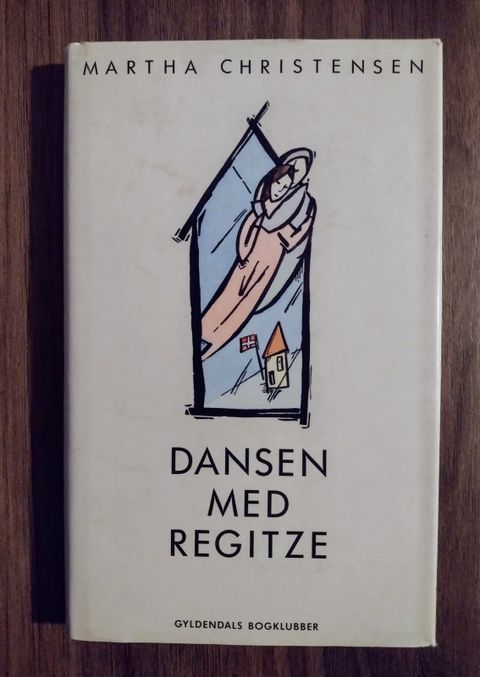 MARTHA CHRISTENSEN
DANSEN
MED
REGITZE
GYLDENDALS BOGKLUBBER